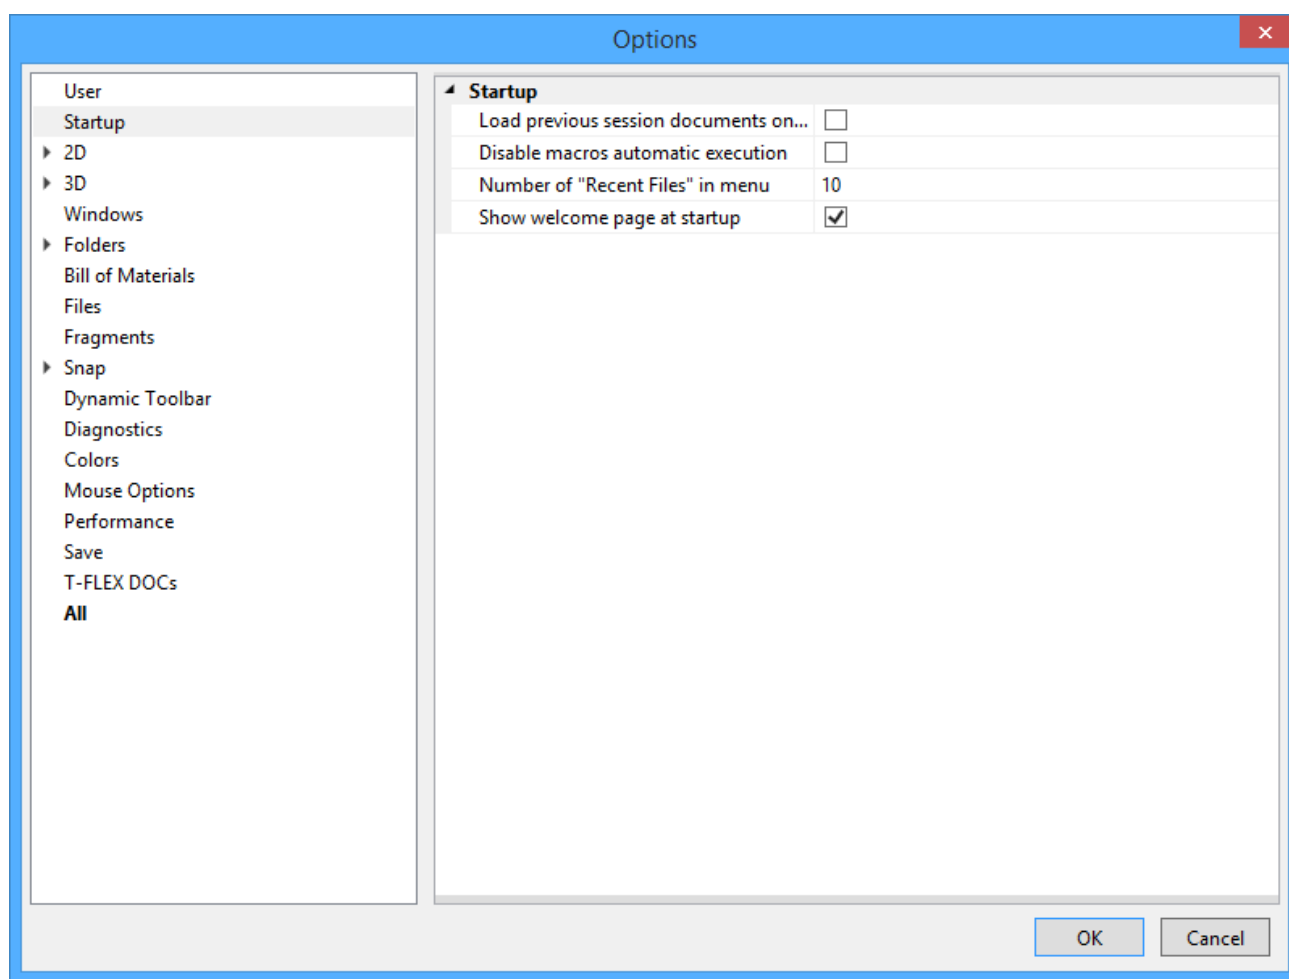 Options
User
Startup
2D
3D
Windows
Folders
Bill of Materials
Files
Fragments
Snap
Dynamic Toolbar
Diagnostics
Colors
Mouse Options
Performance
Save
T-FLEX DOCs
All
Startup
Load previous session documents on...
Disable macros automatic execution
Number of "Recent Files" in menu 10
Show welcome page at startup
OK Cancel